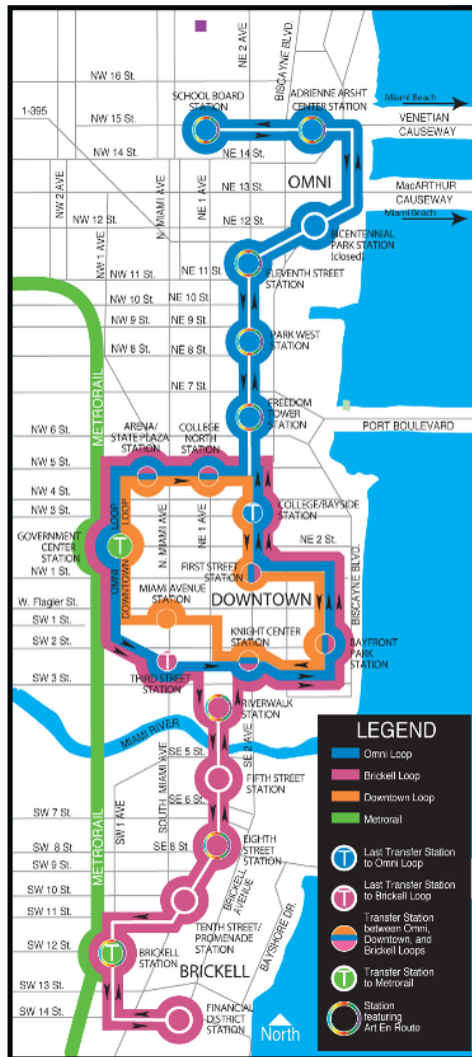 NE 2 AVE
BISCAYNE BLVD.
NW 16 St.
SCHOOL BOARD
STATION
ADRIENNE ARSHT
CENTER STATION
Miami Beach
1-395
NW 15 St.
VENETIAN
CAUSEWAY
NW 14 St.
NE 14 St.
OMNI
NW 2 AVE
N. MIAMI AVE
NE 1 AVE
NE 13 St.
MacARTHUR
CAUSEWAY
Miami Beach
NW 12 St.
NE 12 St.
BICENTENNIAL
PARK STATION
(closed)
NW 1 AVE
NW 11 St.
NE 11 St.
ELEVENTH STREET
STATION
NW 10 St.
NE 10 St.
NW 9 St.
NE 9 St.
PARK WEST
STATION
NW 8 St.
NE 8 St.
METRORAIL
NE 7 St.
FREEDOM
TOWER
STATION
PORT BOULEVARD
NW 6 St.
ARENA/
STATE PLAZA
STATION
COLLEGE
NORTH
STATION
NW 5 St.
NW 4 St.
NW 3 St.
COLLEGE/BAYSIDE
STATION
OMNI LOOP
DOWNTOWN LOOP
N. MIAMI AVE
NE 1 AVE
GOVERNMENT
CENTER
STATION
T
NE 2 St.
NW 1 St.
FIRST STREET
STATION
BISCAYNE BLVD.
MIAMI AVENUE
STATION
DOWNTOWN
W. Flagler St.
SW 1 St.
SW 2 St.
KNIGHT CENTER
STATION
BAYFRONT
PARK
STATION
T
SW 3 St.
THIRD STREET
STATION
RIVERWALK
STATION
MIAMI RIVER
SE 2 AVE
SE 5 St.
SOUTH MIAMI AVE
FIFTH STREET
STATION
SE 6 St.
SW 7 St.
SW 1 AVE
SW 8 St.
SE 8 St.
EIGHTH
STREET
STATION
SW 9 St.
METRORAIL
SW 10 St.
BRICKELL
AVENUE
SW 11 St.
TENTH STREET/
PROMENADE
STATION
BAYSHORE DR.
SW 12 St.
T
BRICKELL
STATION
BRICKELL
SW 13 St.
SW 14 St.
FINANCIAL
DISTRICT
STATION
North
LEGEND
Omni Loop
Brickell Loop
Downtown Loop
Metrorail
T
Last Transfer Station
to Omni Loop
T
Last Transfer Station
to Brickell Loop
Transfer Station
between Omni,
Downtown, and
Brickell Loops
T
Transfer Station
to Metrorail
Station
featuring
Art En Route